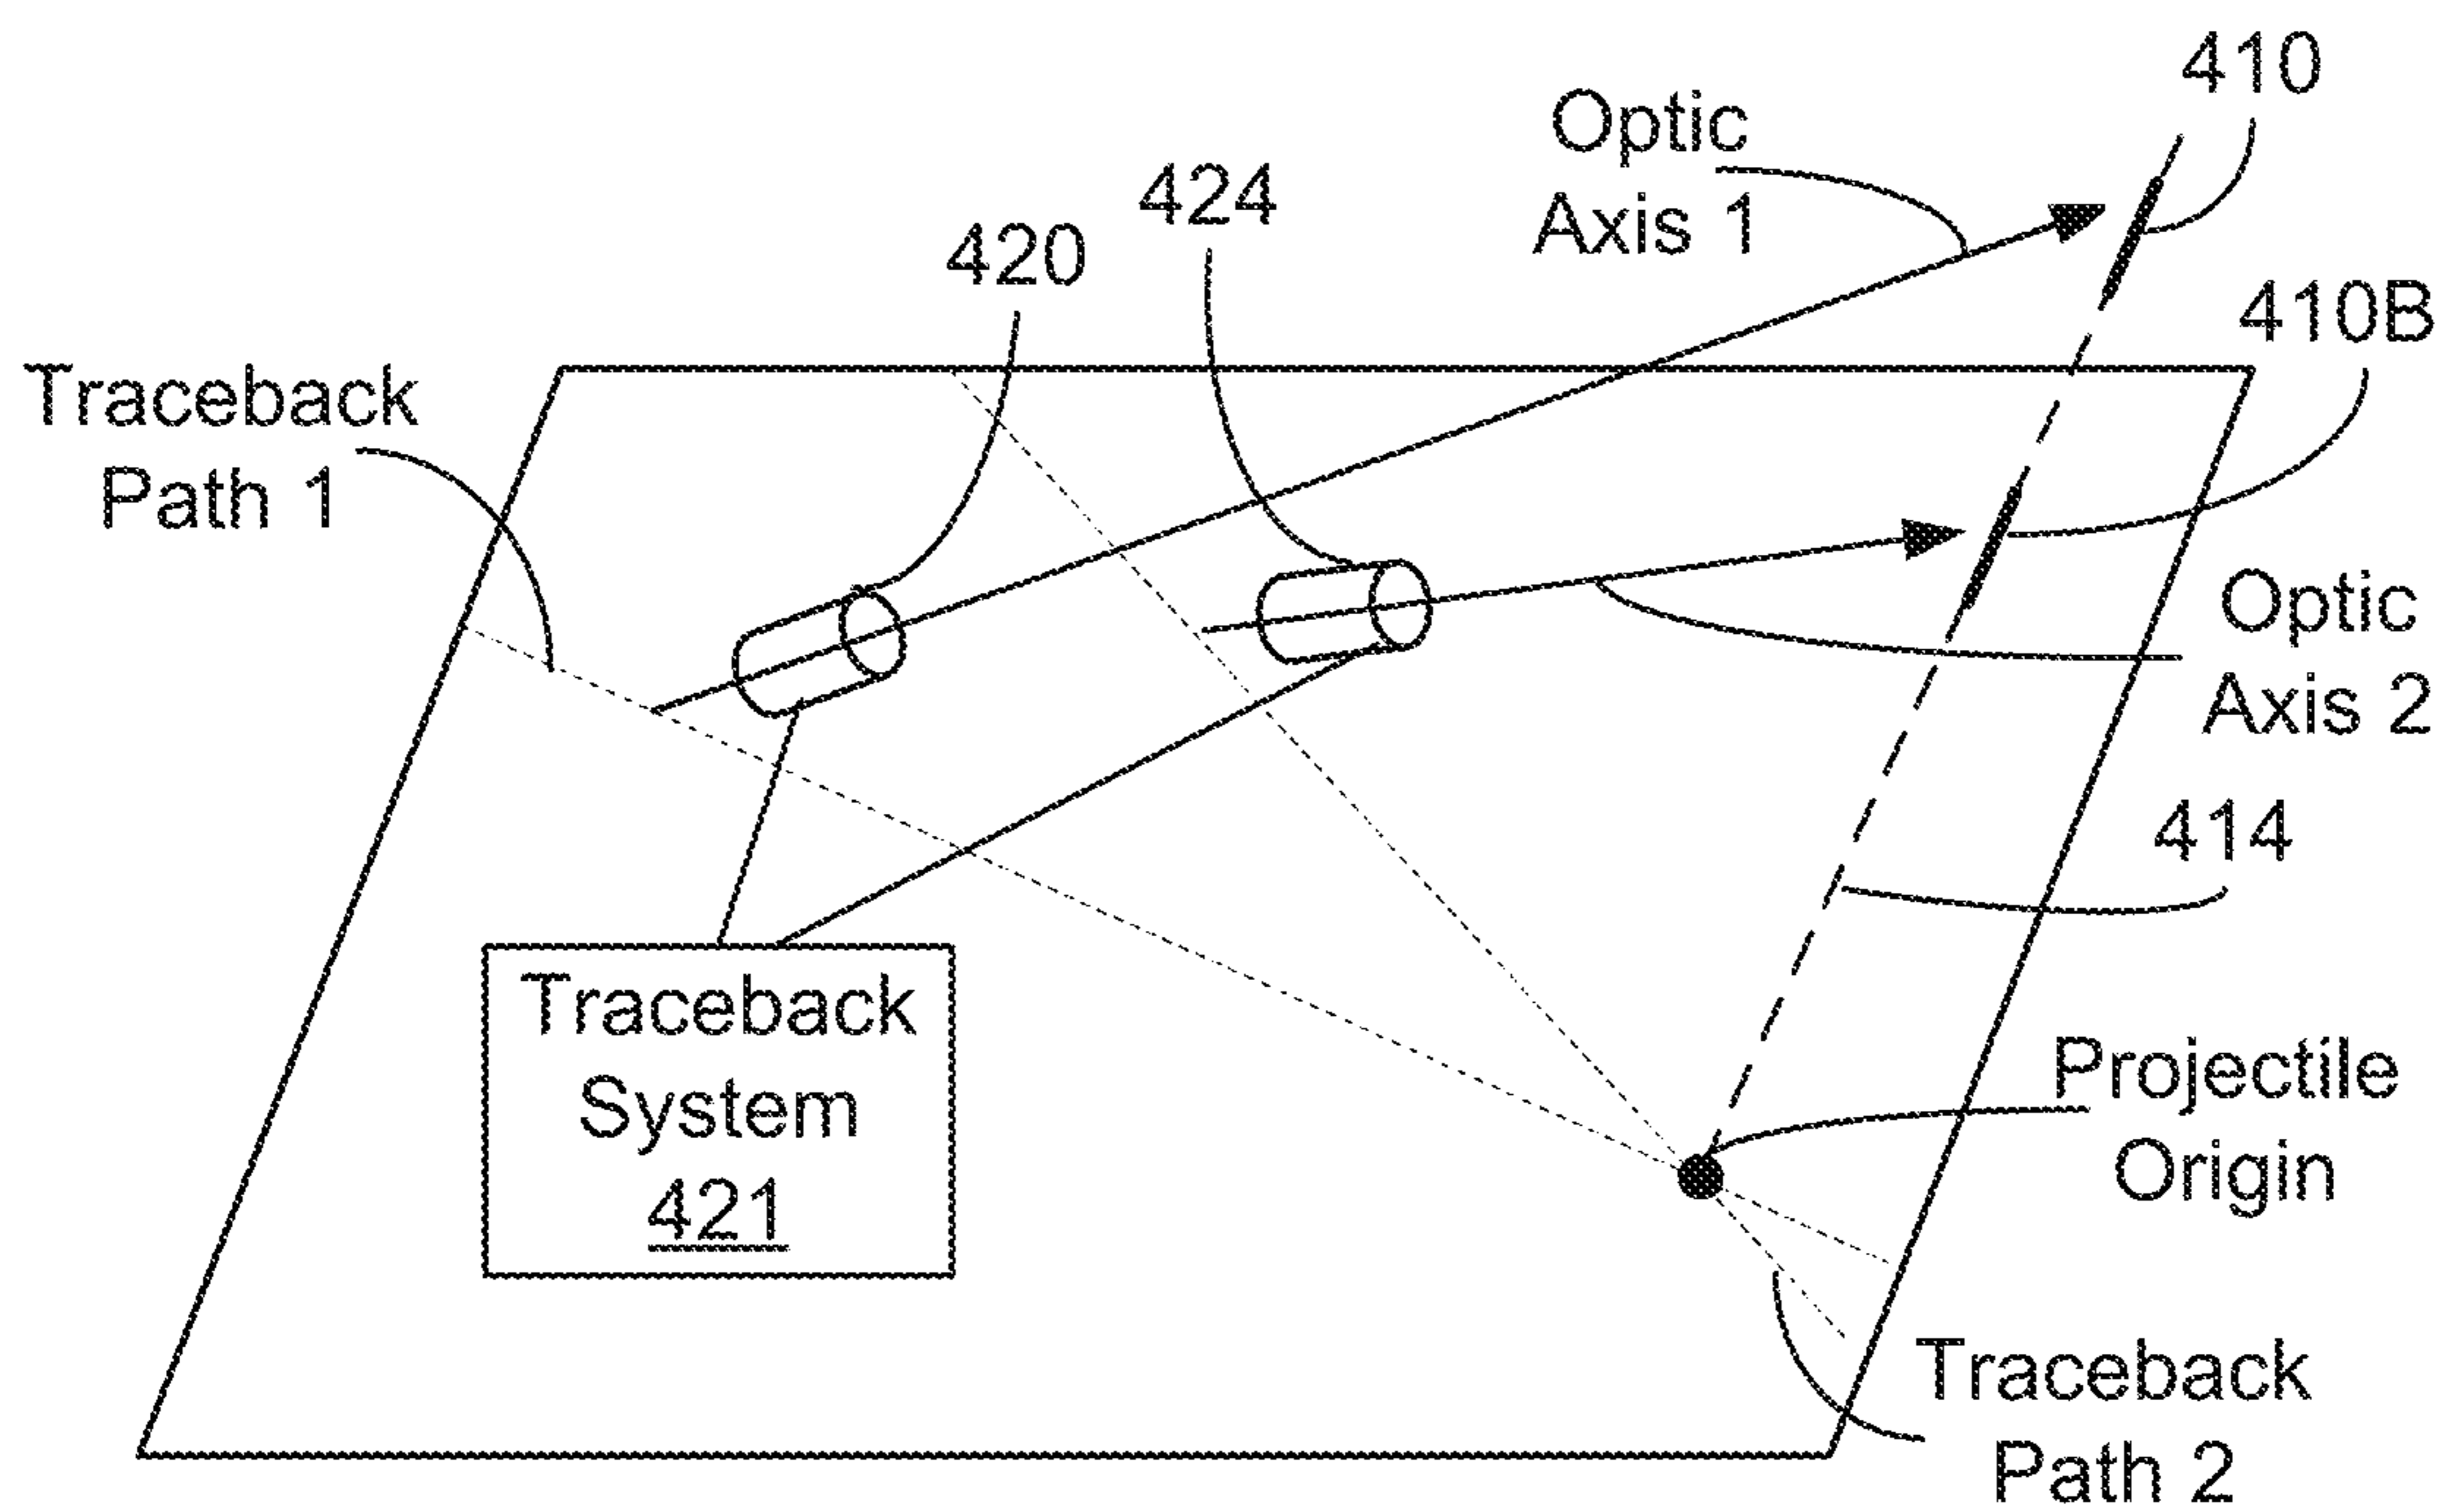 410
Optic
Axis 1
424
420
410B
Traceback
Path 1
Optic
Axis 2
414
Traceback
System
421
Projectile
Origin
Traceback
Path 2